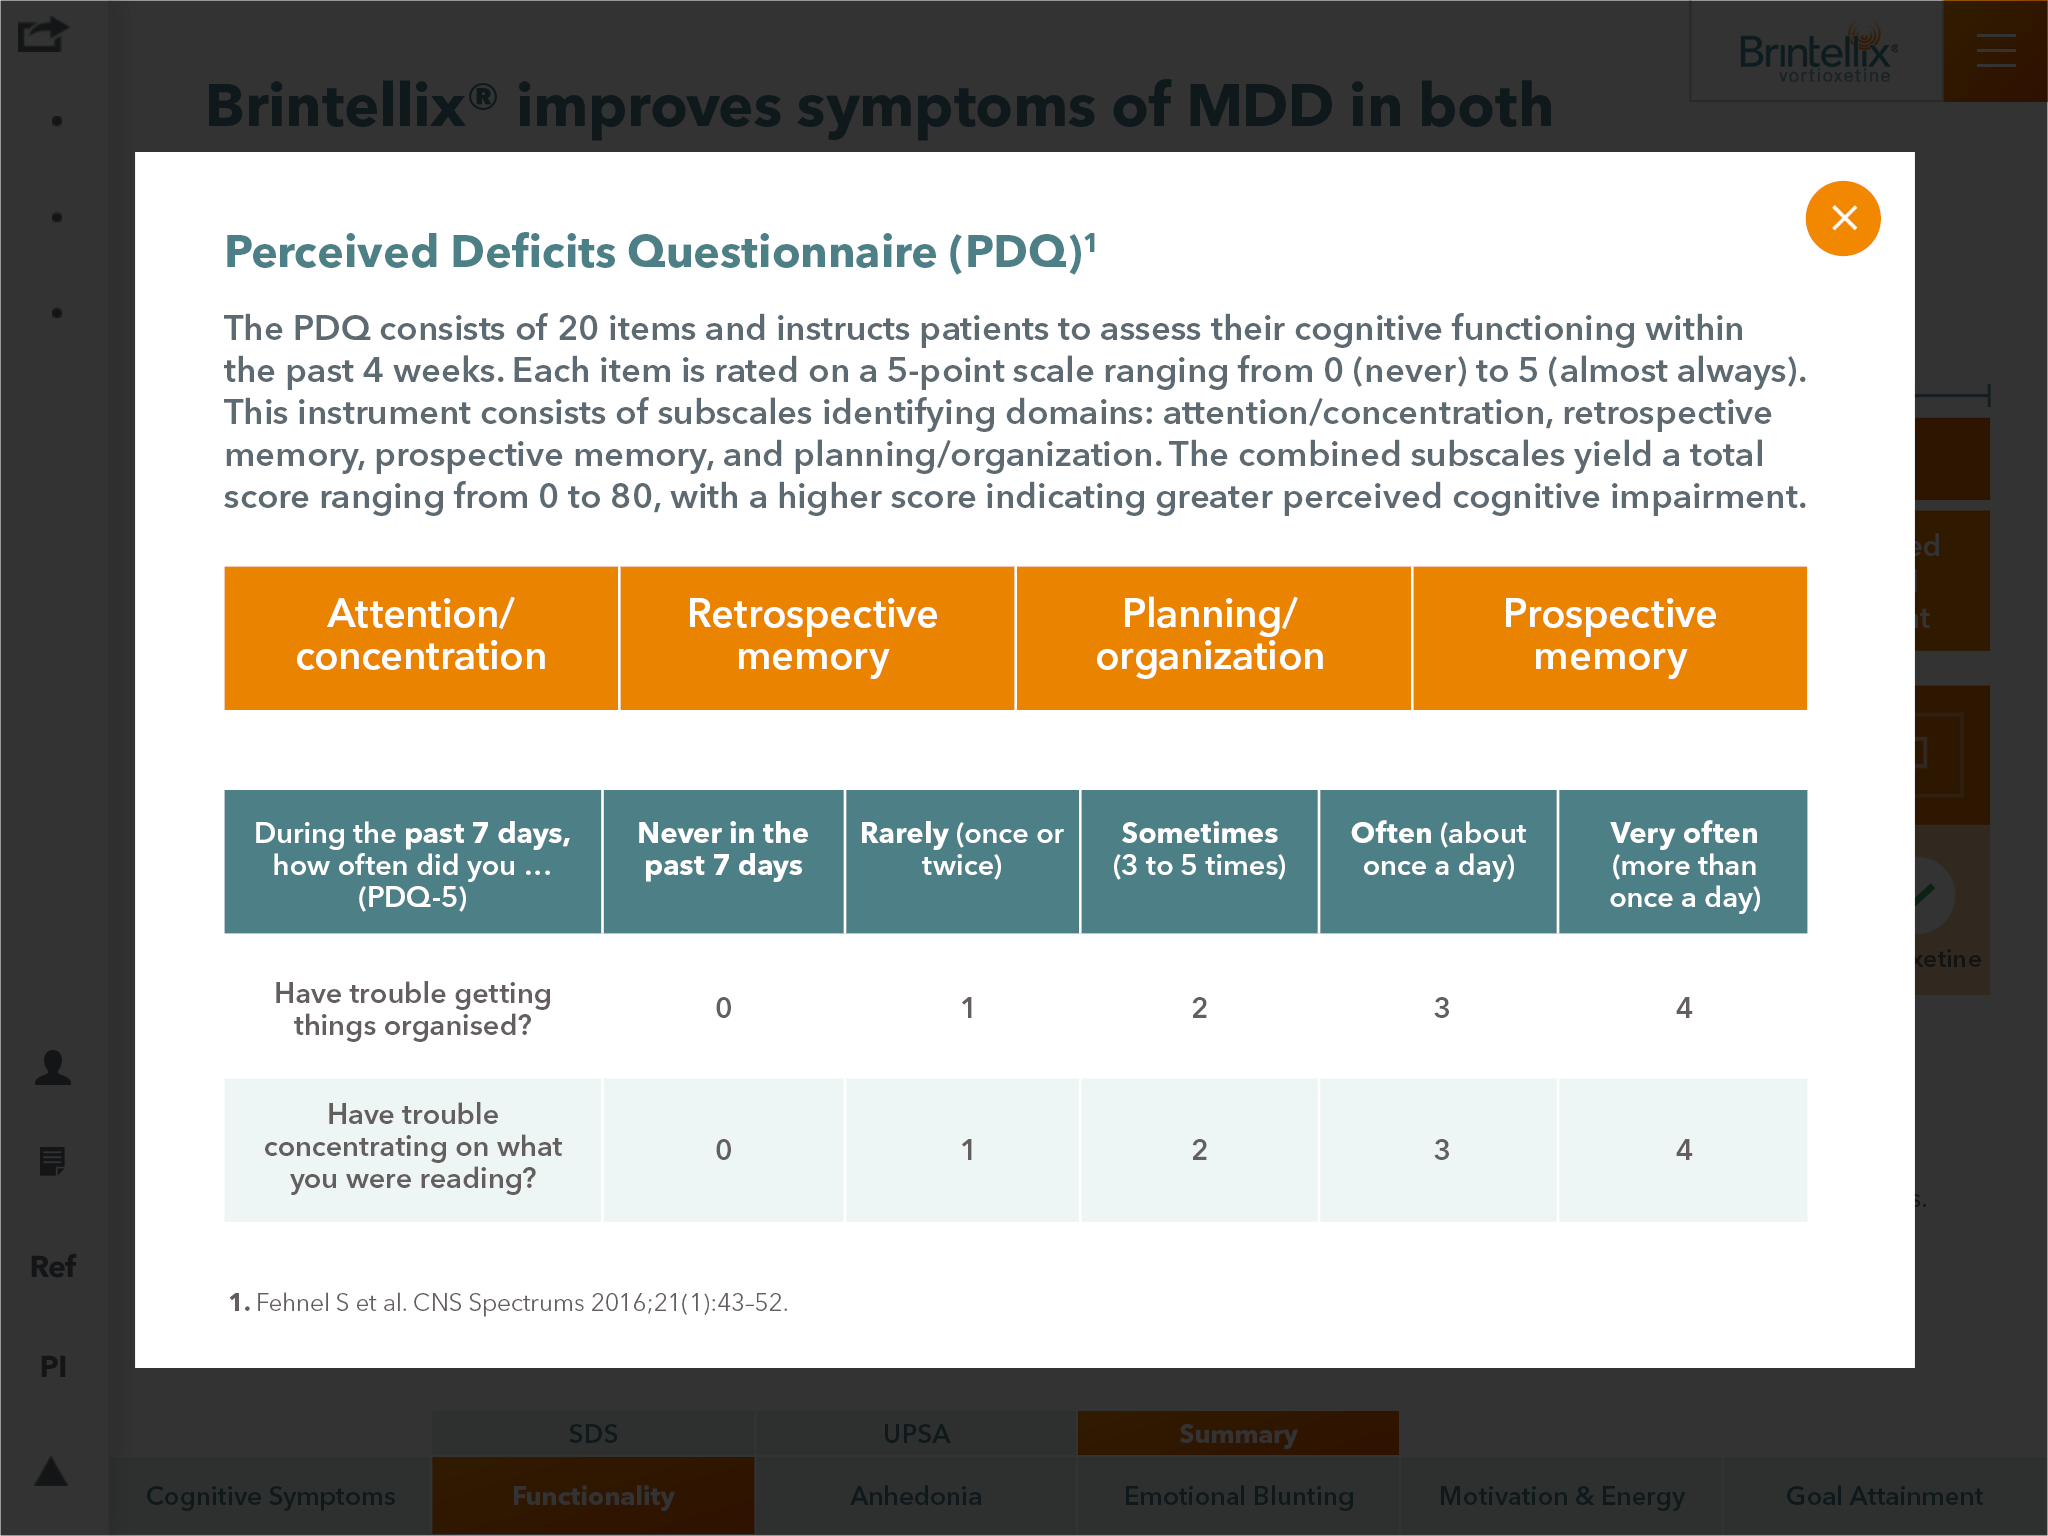 Brintellix®
vortioxetine
Brintellix® improves symptoms of MDD in both
Perceived Deficits Questionnaire (PDQ)¹
The PDQ consists of 20 items and instructs patients to assess their cognitive functioning within
the past 4 weeks. Each item is rated on a 5-point scale ranging from 0 (never) to 5 (almost always).
This instrument consists of subscales identifying domains: attention/concentration, retrospective
memory, prospective memory, and planning/organization. The combined subscales yield a total
score ranging from 0 to 80, with a higher score indicating greater perceived cognitive impairment.
Attention/
concentration
Retrospective
memory
Planning/
organization
Prospective
memory
During the past 7 days,
how often did you ...
(PDQ-5)
Never in the
past 7 days
Rarely (once or
twice)
Sometimes
(3 to 5 times)
Often (about
once a day)
Very often
(more than
once a day)
Have trouble getting
things organised?
0 1 2 3 4
Have trouble
concentrating on what
you were reading?
0 1 2 3 4
1. Fehnel S et al. CNS Spectrums 2016;21(1):43–52.
Ref
PI
SDS
UPSA
Summary
Cognitive Symptoms
Functionality
Anhedonia
Emotional Blunting
Motivation & Energy
Goal Attainment